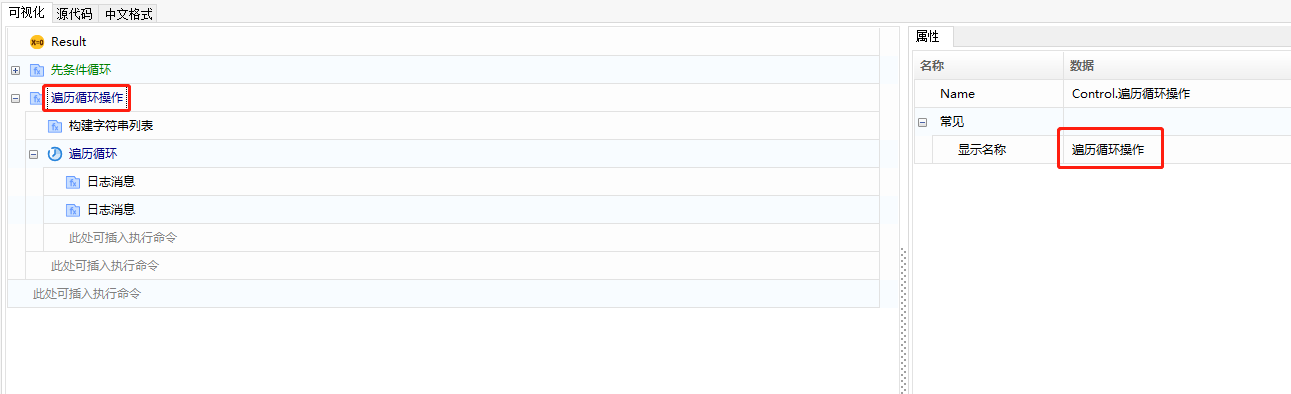 可视化 源代码 中文格式
X=0 Result
fx 先条件循环
fx 遍历循环操作
fx 构建字符串列表
遍历循环
fx 日志消息
fx 日志消息
此处可插入执行命令
此处可插入执行命令
此处可插入执行命令
属性
名称 数据
Name Control.遍历循环操作
常见
显示名称 遍历循环操作